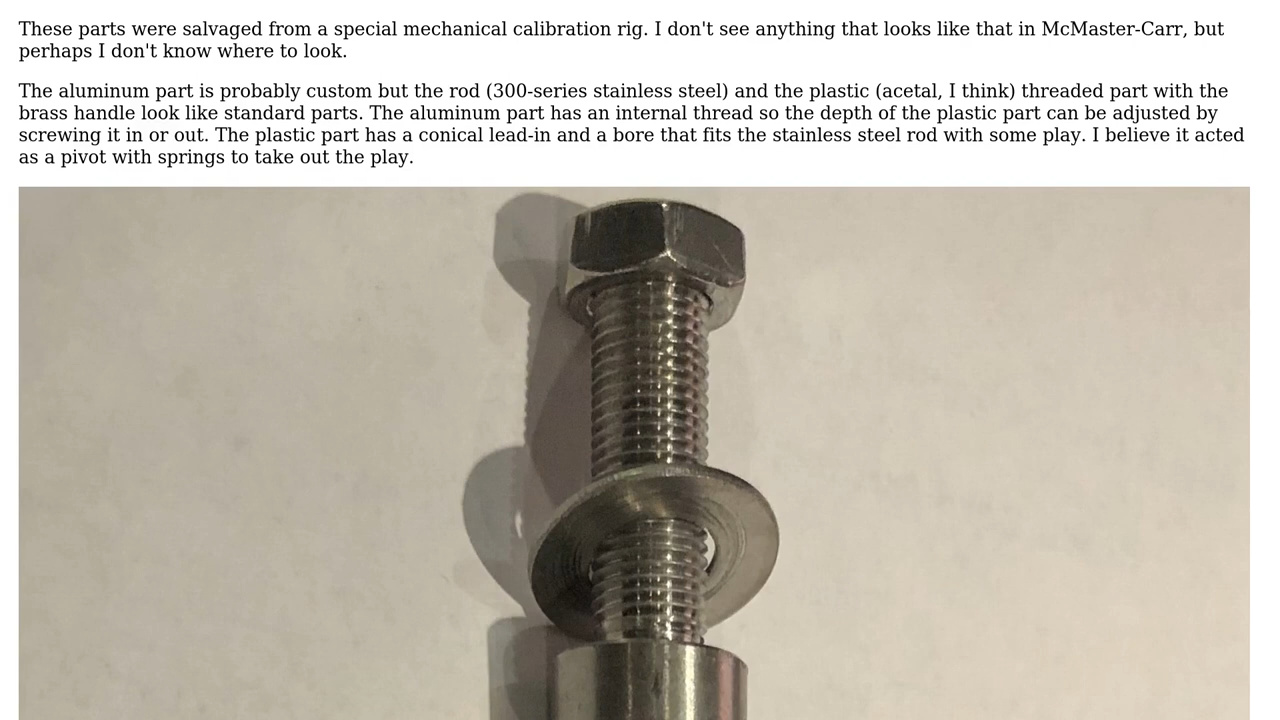 These parts were salvaged from a special mechanical calibration rig. I don't see anything that looks like that in McMaster-Carr, but
perhaps I don't know where to look.
The aluminum part is probably custom but the rod (300-series stainless steel) and the plastic (acetal, I think) threaded part with the
brass handle look like standard parts. The aluminum part has an internal thread so the depth of the plastic part can be adjusted by
screwing it in or out. The plastic part has a conical lead-in and a bore that fits the stainless steel rod with some play. I believe it acted
as a pivot with springs to take out the play.